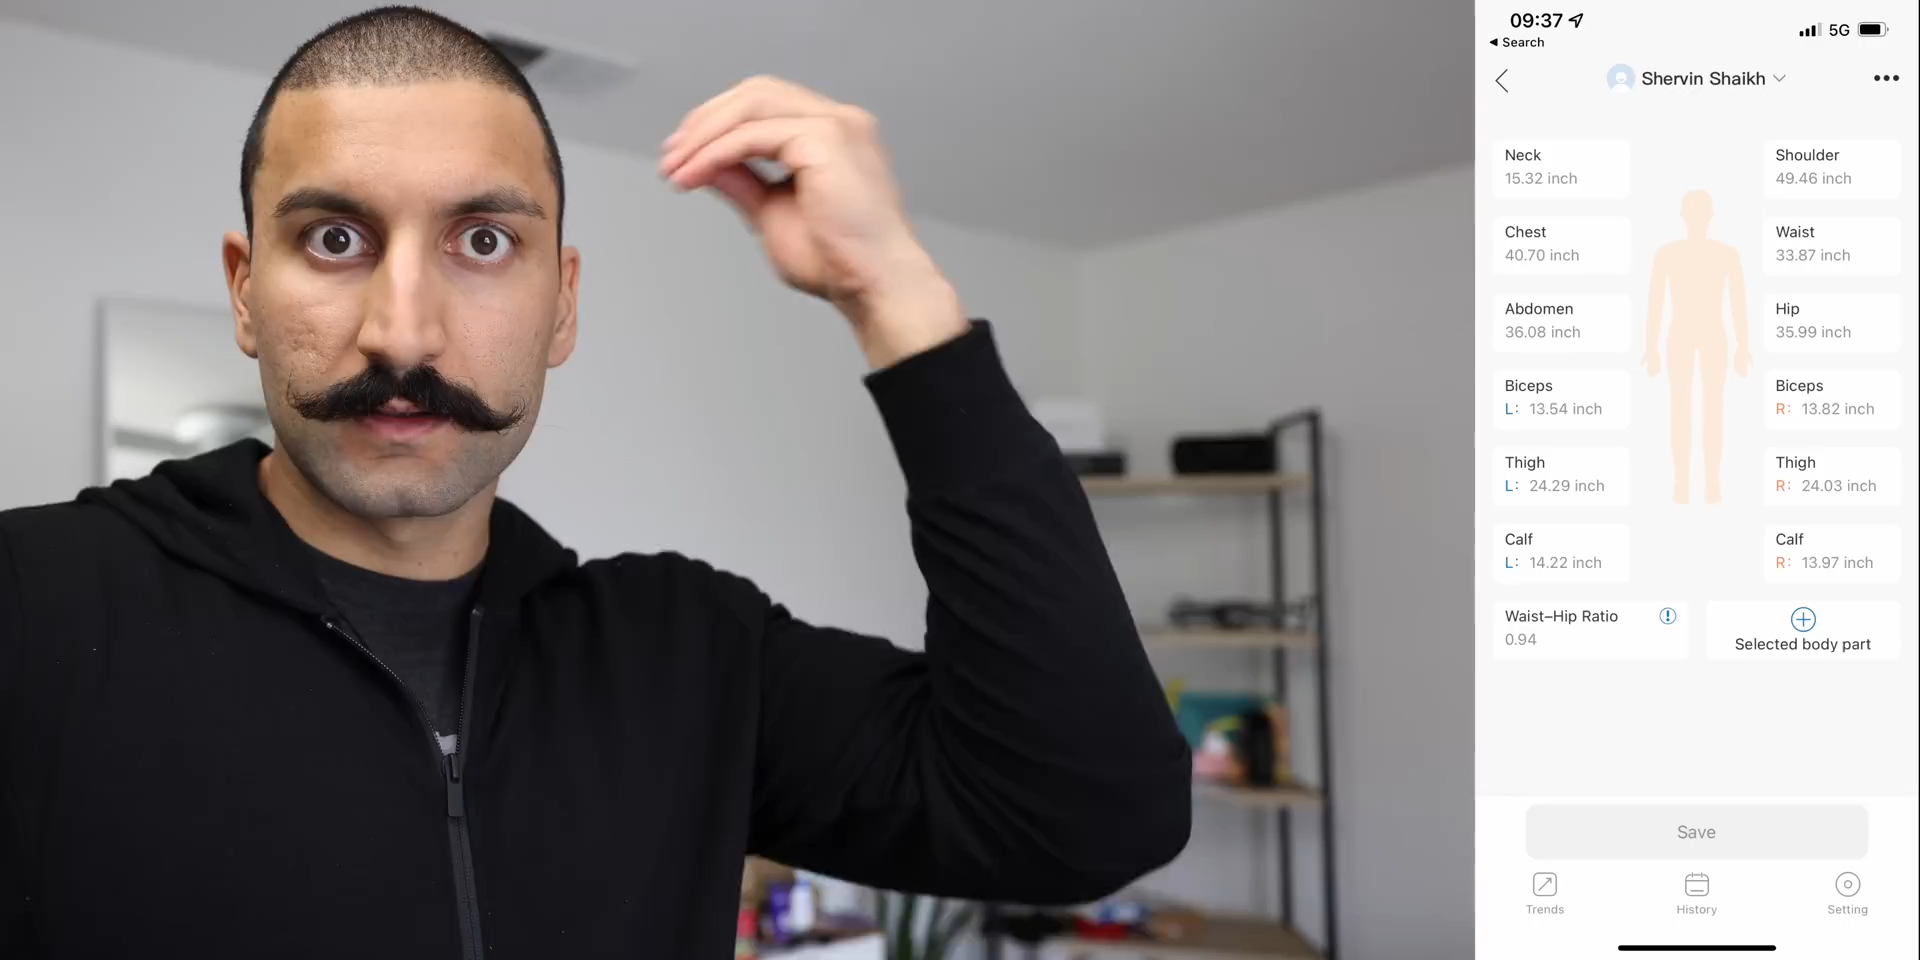 09:37
5G
Search
Shervin Shaikh
Neck
15.32 inch
Shoulder
49.46 inch
Chest
40.70 inch
Waist
33.87 inch
Abdomen
36.08 inch
Hip
35.99 inch
Biceps
L: 13.54 inch
Biceps
R: 13.82 inch
Thigh
L: 24.29 inch
Thigh
R: 24.03 inch
Calf
L: 14.22 inch
Calf
R: 13.97 inch
Waist–Hip Ratio
0.94
Selected body part
Save
Trends
History
Setting